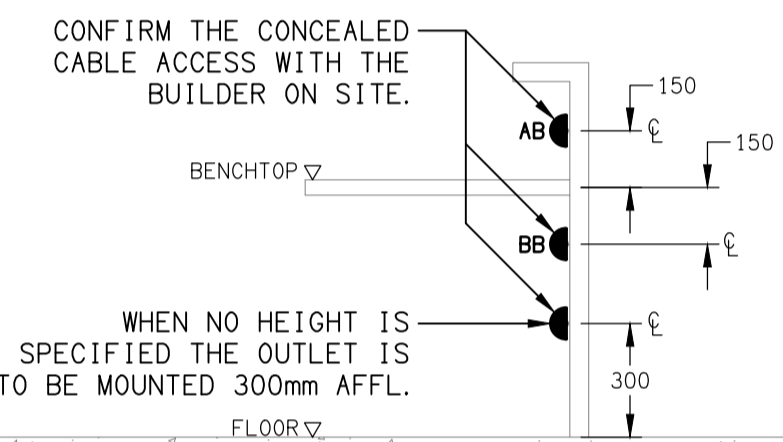 CONFIRM THE CONCEALED
CABLE ACCESS WITH THE
BUILDER ON SITE.
150
AB
℄
150
BENCHTOP
BB
℄
WHEN NO HEIGHT IS
SPECIFIED THE OUTLET IS
TO BE MOUNTED 300mm AFFL.
℄
300
FLOOR